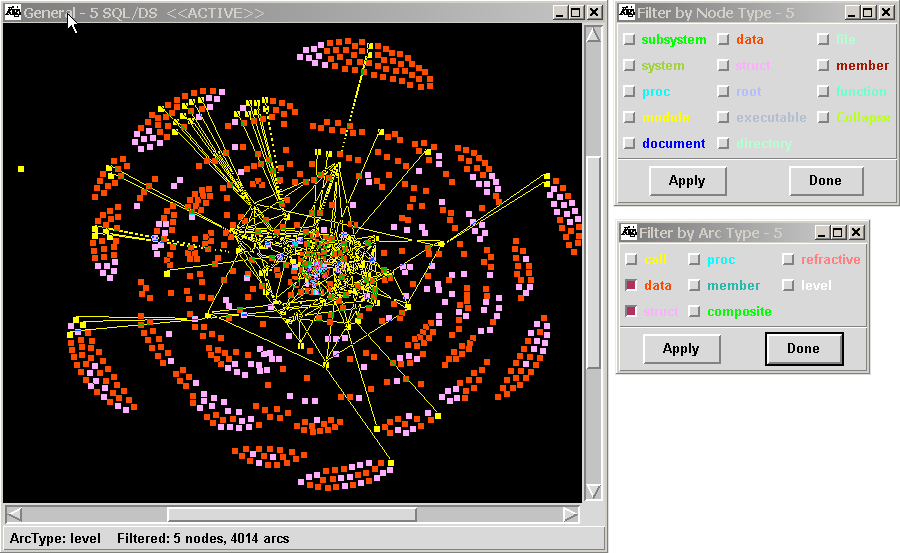 General - 5 SQL/DS <<ACTIVE>>
ArcType: level Filtered: 5 nodes, 4014 arcs
Filter by Node Type - 5
subsystem data file
system struct member
proc root function
module executable Collapse
document directory
Apply Done
Filter by Arc Type - 5
call proc refractive
data member level
struct composite
Apply Done